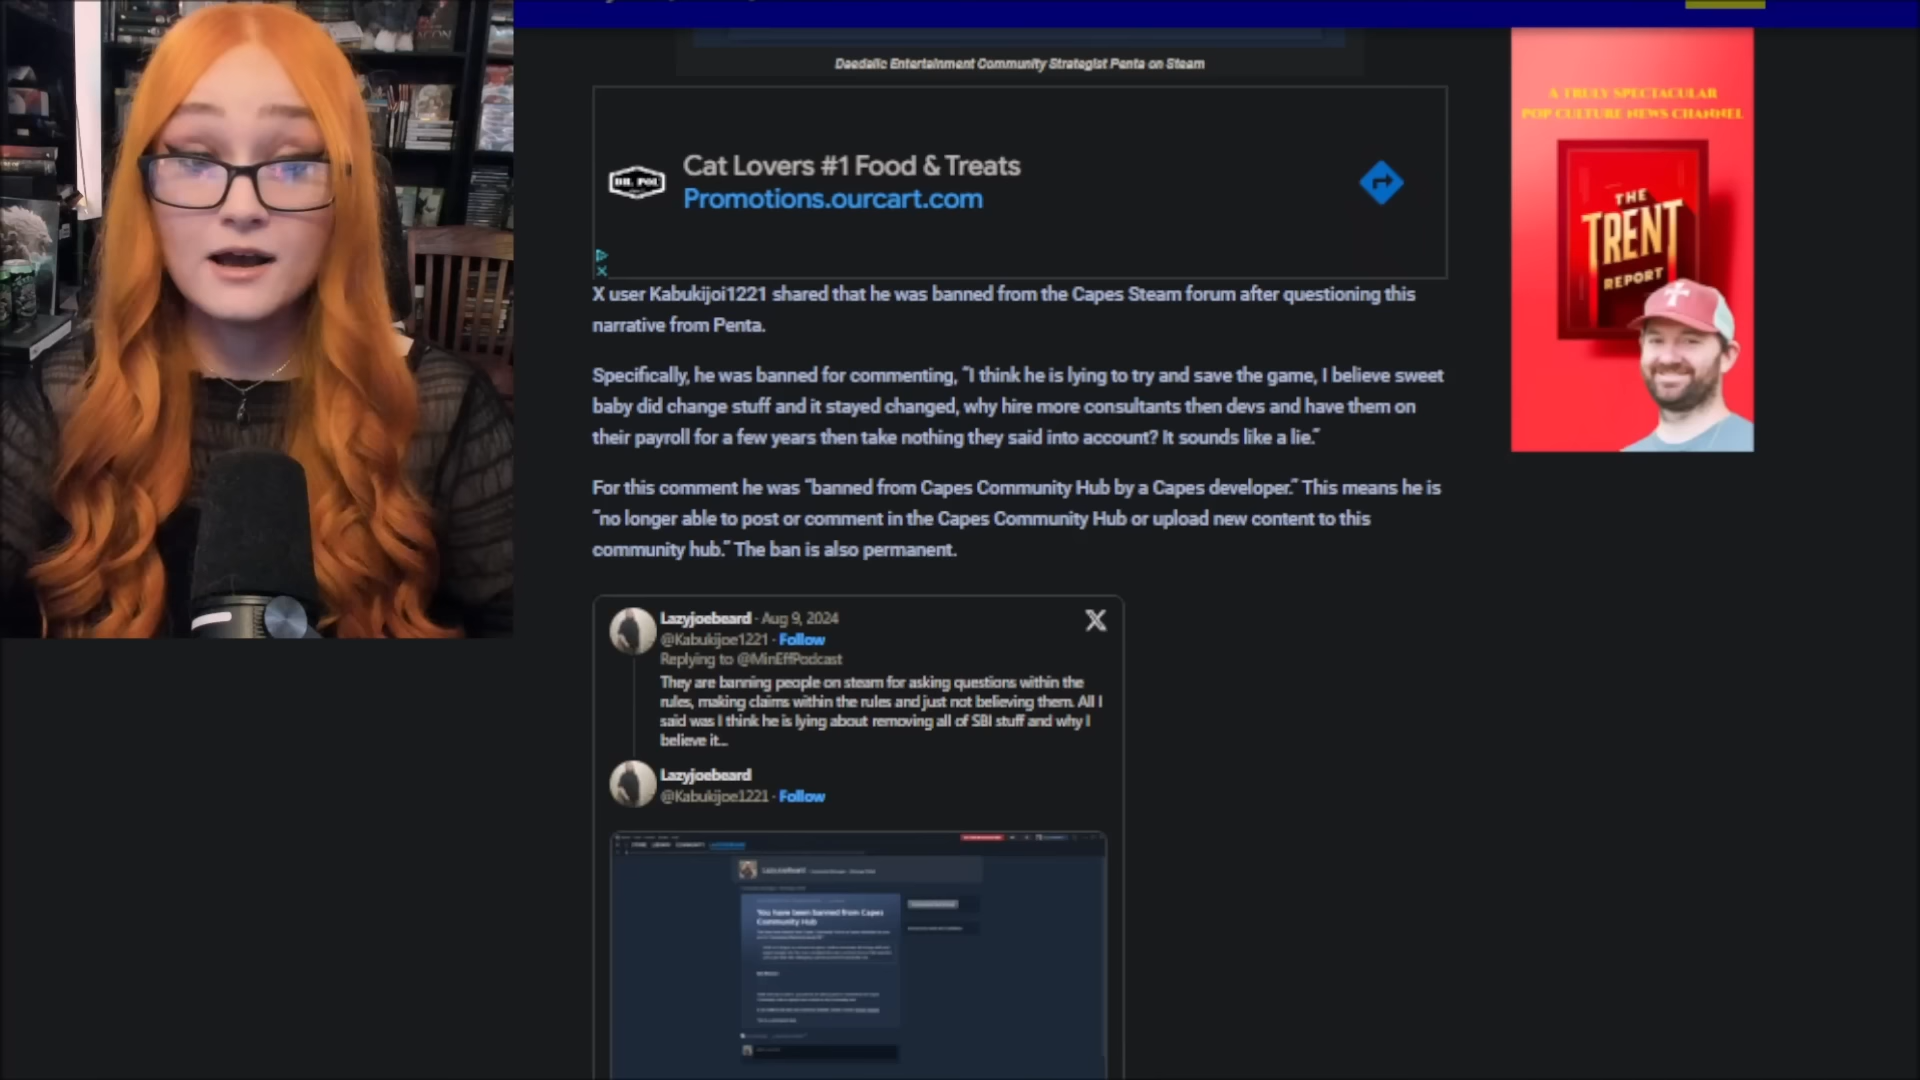 Daedalic Entertainment Community Strategist Penta on Steam
DR. POL
Cat Lovers #1 Food & Treats
Promotions.ourcart.com
X user Kabukijoi1221 shared that he was banned from the Capes Steam forum after questioning this
narrative from Penta.
Specifically, he was banned for commenting, “I think he is lying to try and save the game, I believe sweet
baby did change stuff and it stayed changed, why hire more consultants then devs and have them on
their payroll for a few years then take nothing they said into account? It sounds like a lie.”
For this comment he was “banned from Capes Community Hub by a Capes developer.” This means he is
“no longer able to post or comment in the Capes Community Hub or upload new content to this
community hub.” The ban is also permanent.
Lazyjoebeard · Aug 9, 2024
@Kabukijoe1221 · Follow
Replying to @MinEffPodcast
They are banning people on steam for asking questions within the
rules, making claims within the rules and just not believing them. All I
said was I think he is lying about removing all of SBI stuff and why I
believe it...
Lazyjoebeard
@Kabukijoe1221 · Follow
You have been banned from Capes
Community Hub
A TRULY SPECTACULAR
POP CULTURE NEWS CHANNEL
THE
TRENT
REPORT